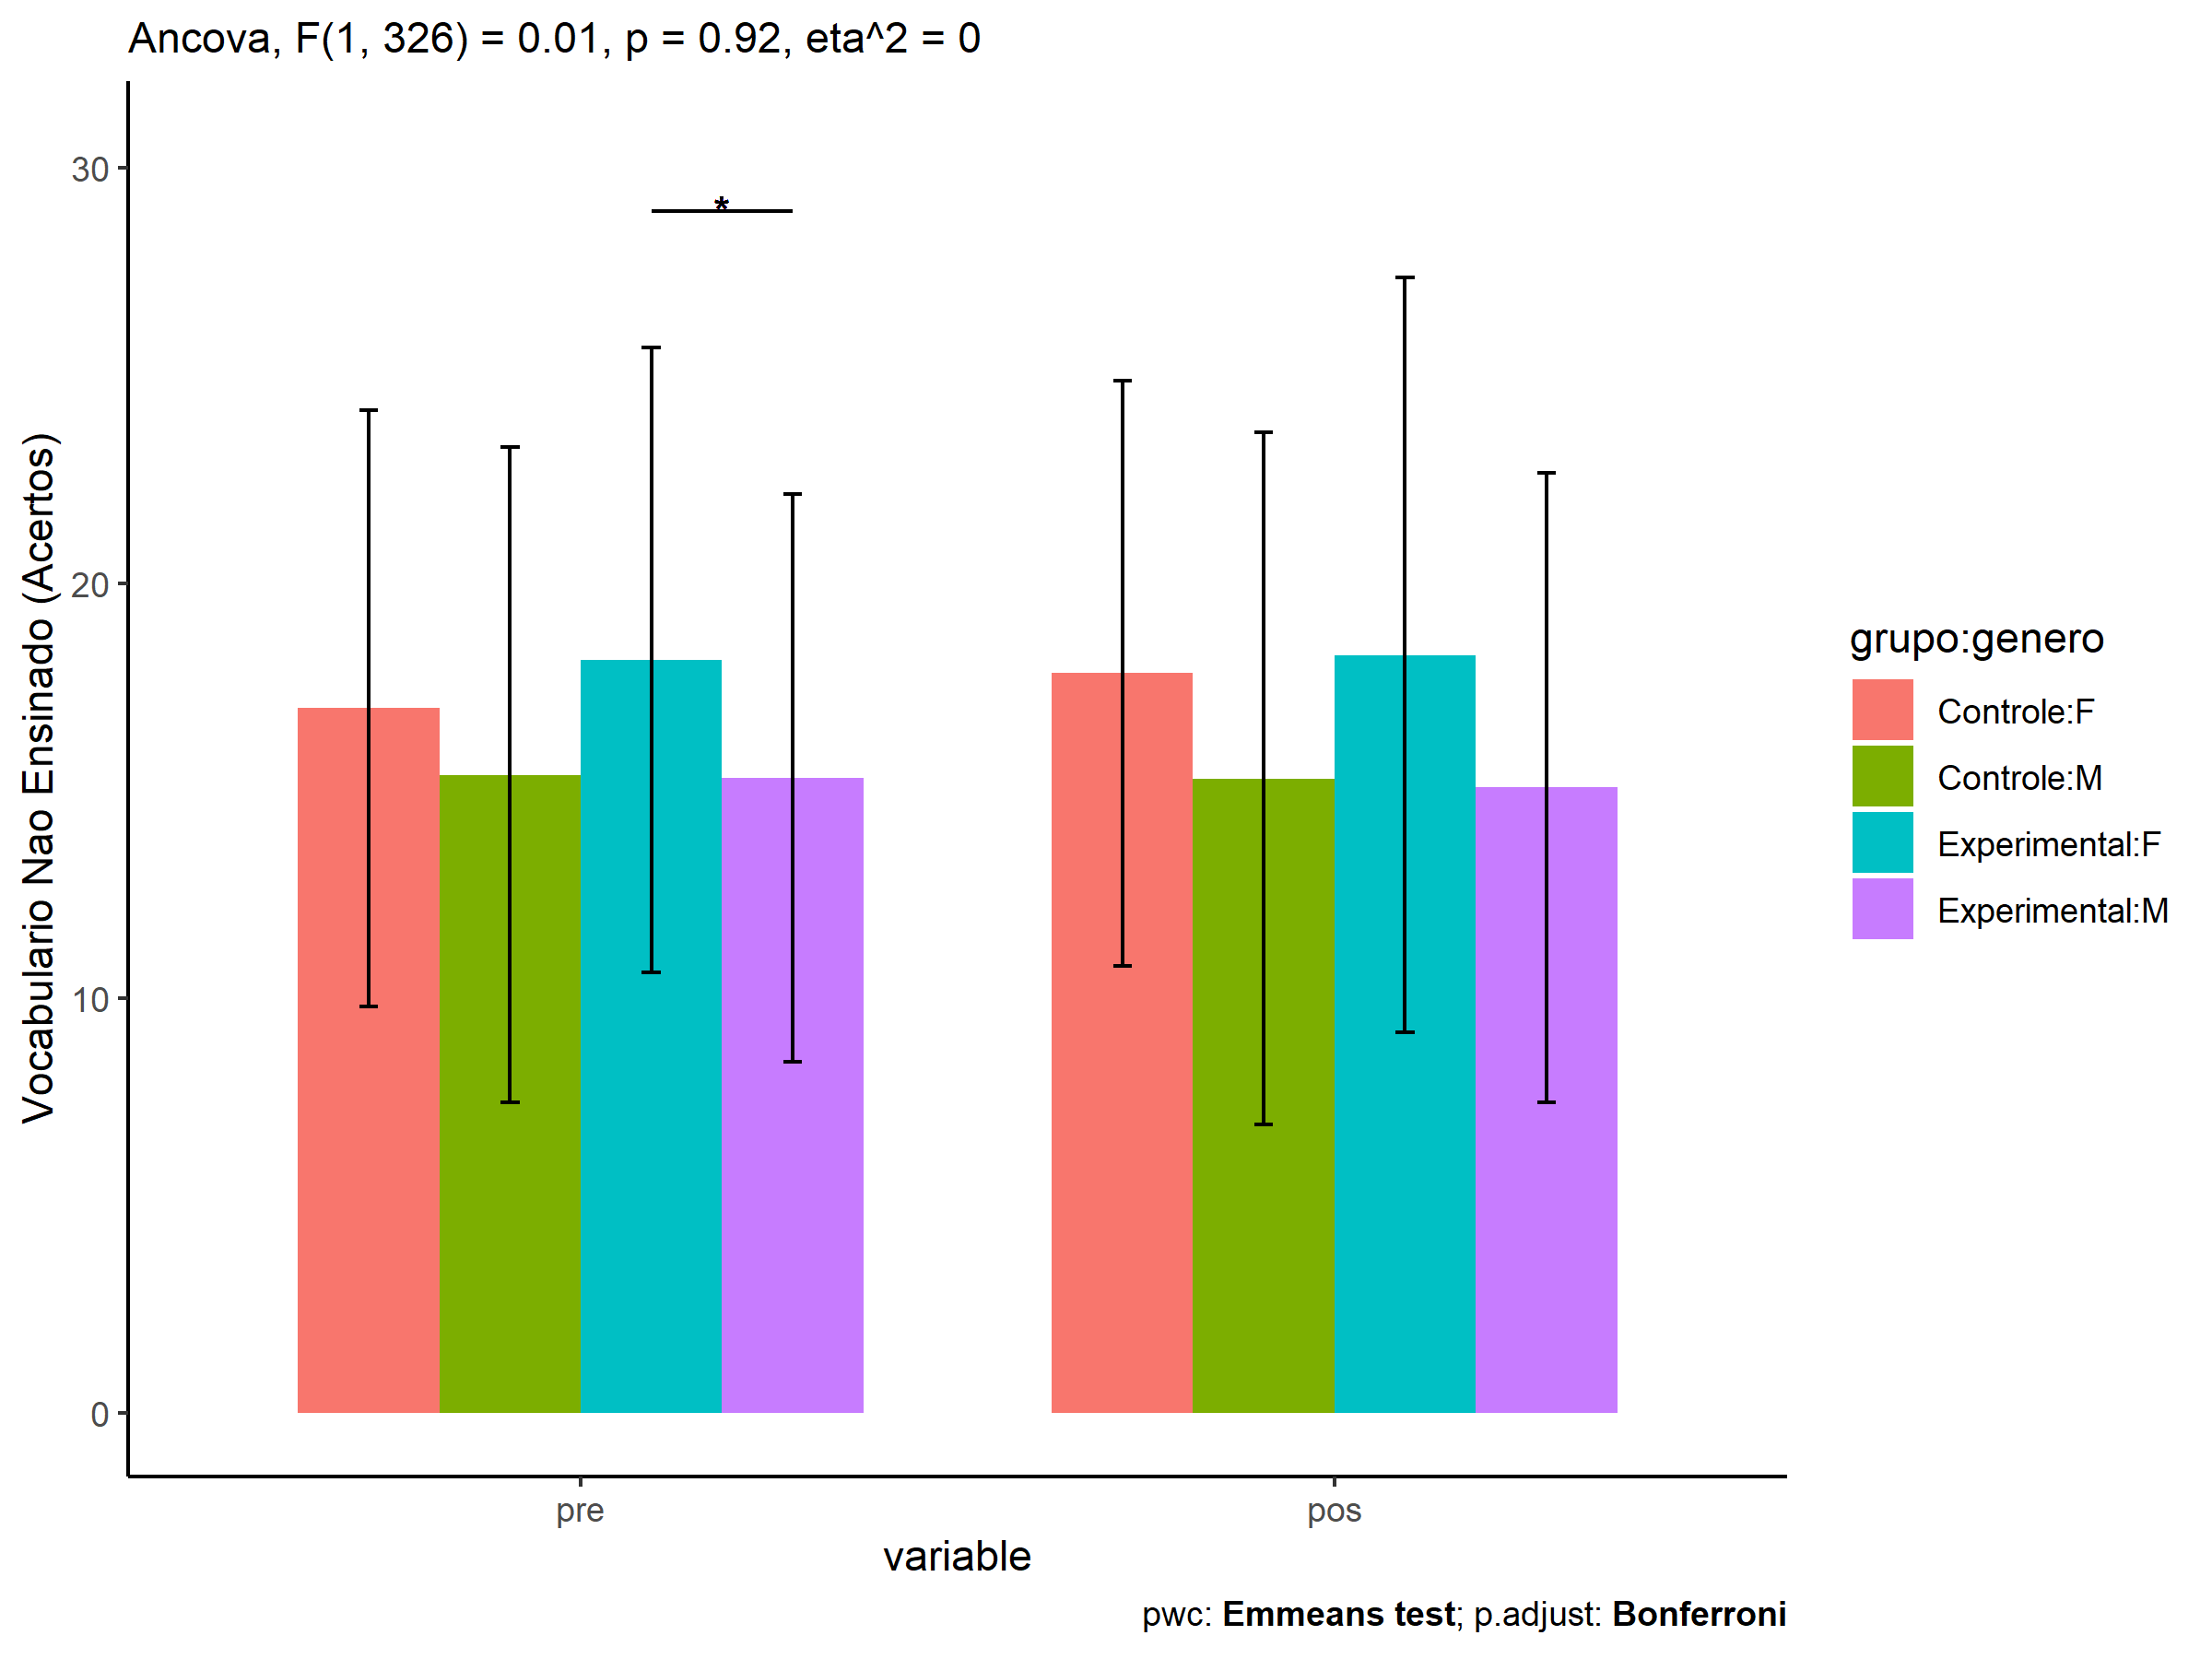 Ancova, F(1, 326) = 0.01, p = 0.92, eta^2 = 0
Vocabulario Nao Ensinado (Acertos)
30
20
10
0
*
pre
pos
variable
grupo:genero
Controle:F
Controle:M
Experimental:F
Experimental:M
pwc: Emmeans test; p.adjust: Bonferroni